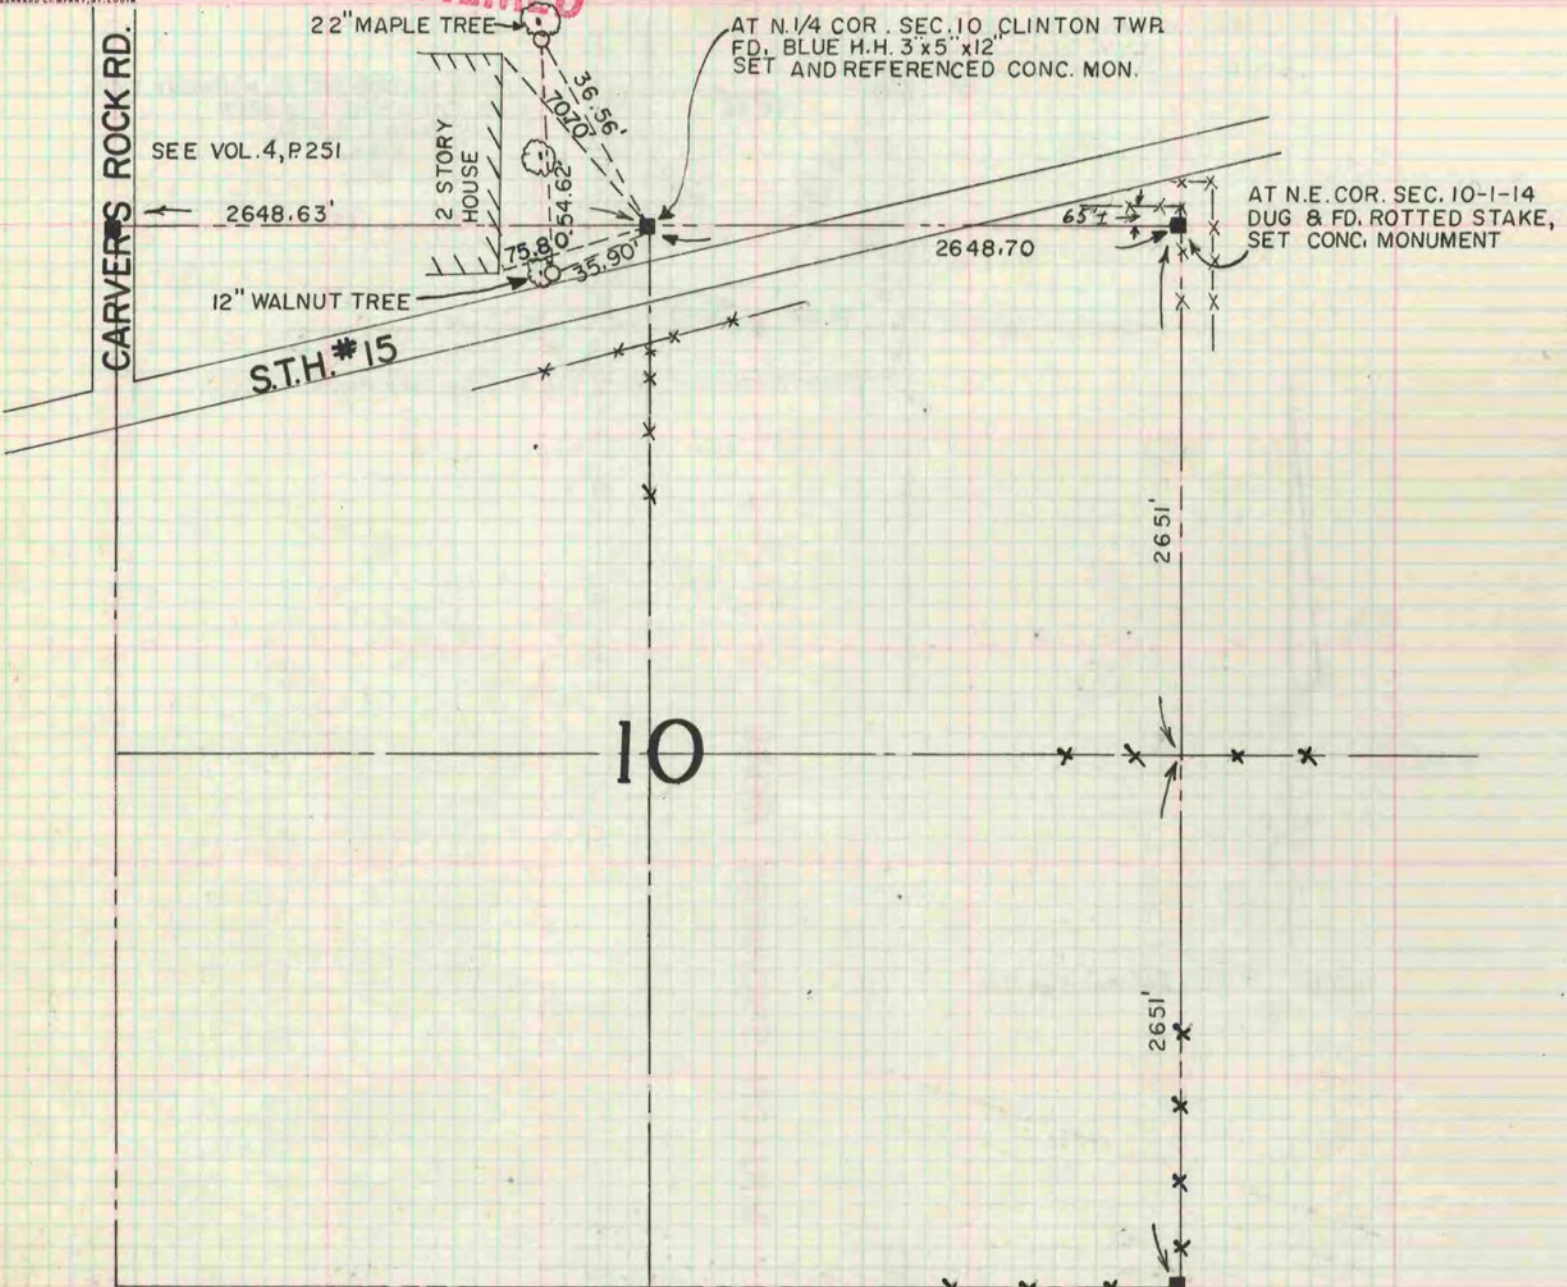 22" MAPLE TREE
AT N.1/4 COR. SEC.10 CLINTON TWP.
FD. BLUE H.H. 3"x5"x12"
SET AND REFERENCED CONC. MON.
CARVERS ROCK RD.
SEE VOL.4, P.251
2648.63'
2 STORY
HOUSE
36.56'
70.70'
54.62'
75.80
35.90'
12" WALNUT TREE
S.T.H. #15
65'±
2648.70
AT N.E. COR. SEC. 10-1-14
DUG & FD. ROTTED STAKE,
SET CONC. MONUMENT
2651'
10
2651'